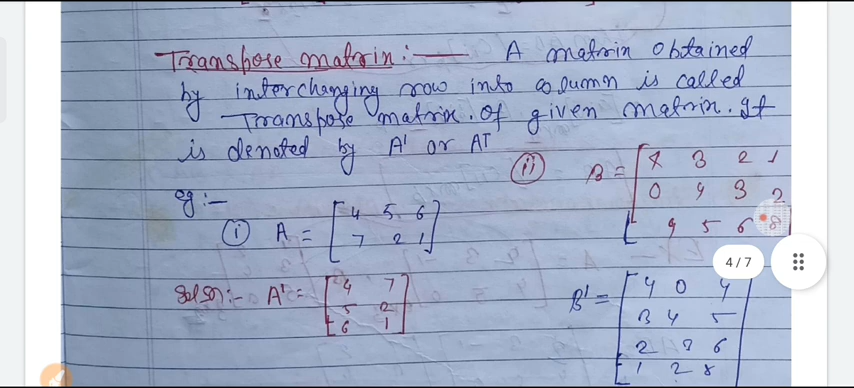 Transpose matrix :— A matrix obtained
by interchanging row into column is called
Transpose matrix. Of given matrix. It
is denoted by A' or AT
eg :—
(i) A = [4 5 6
7 2 1]
(ii) B = [ 3 2 1
0 4 3 2
5 6 8]
Solsn:- A' = [4 7
5 2
6 1]
B' = [4 0 4
3 4 5
2 3 6
1 2 8]
4 / 7